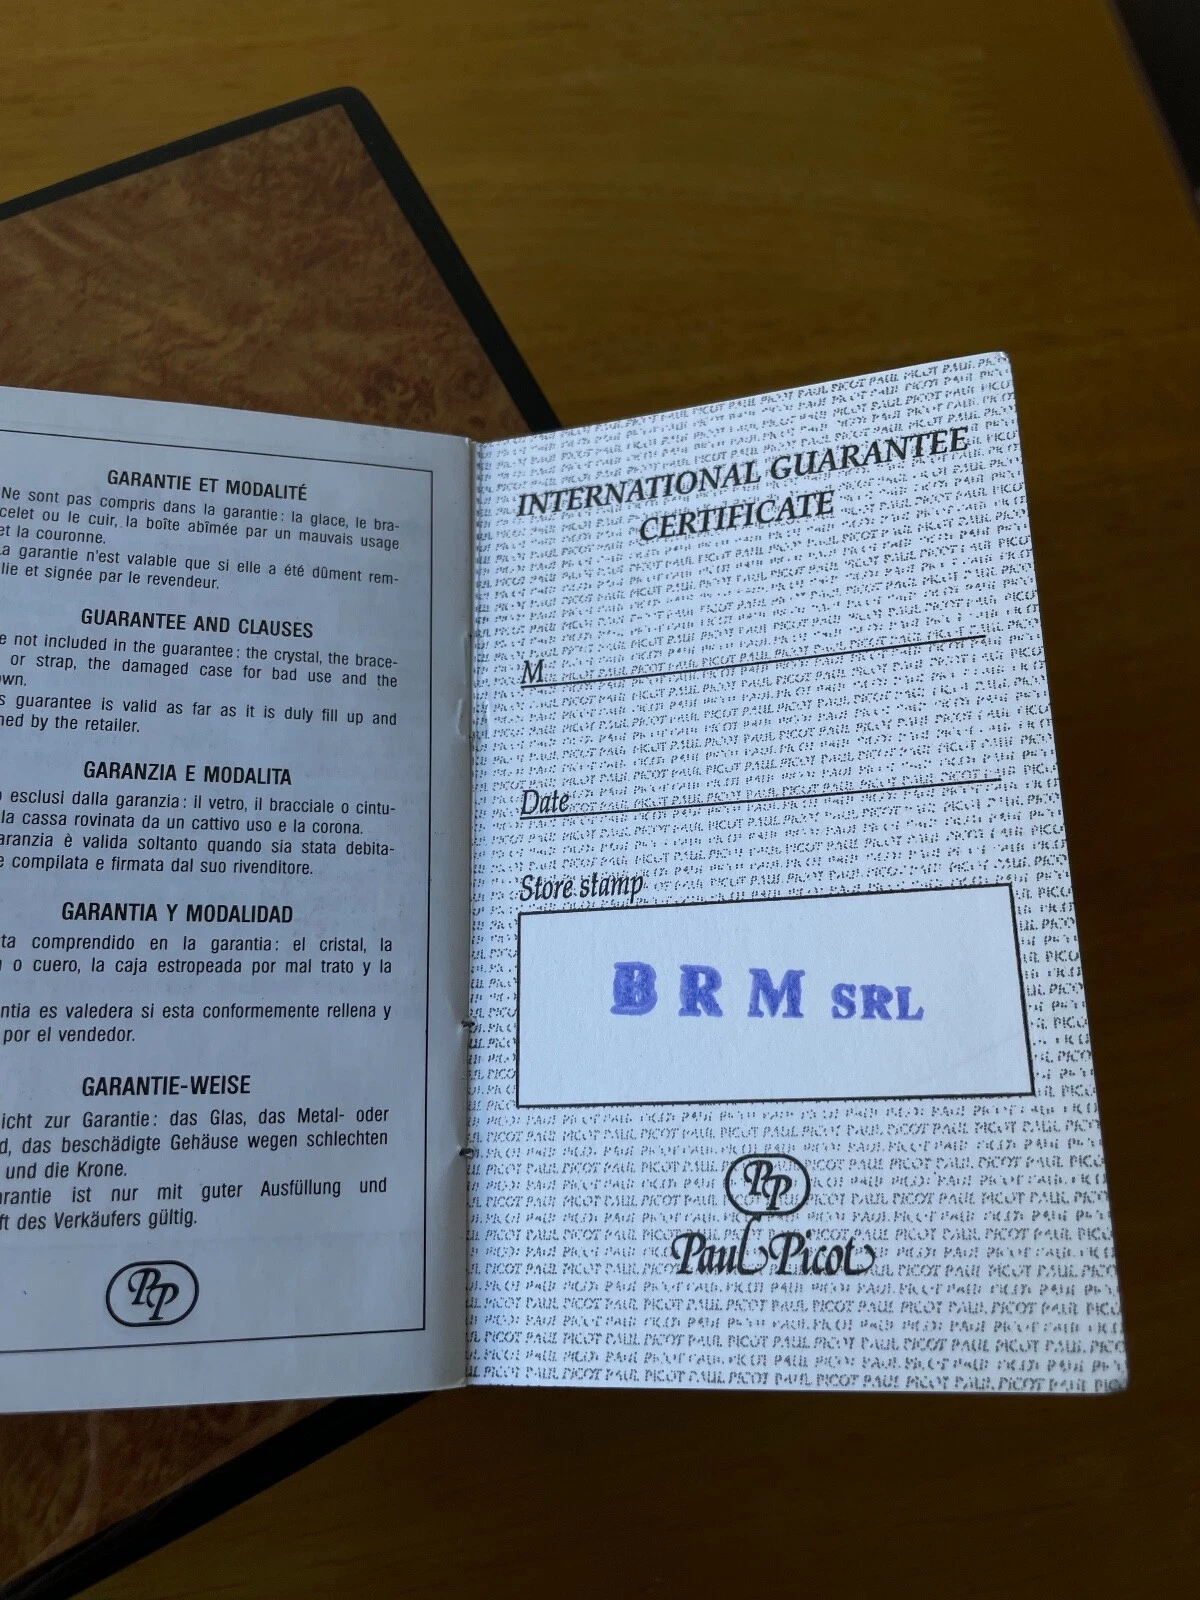 GARANTIE ET MODALITÉ
Ne sont pas compris dans la garantie: la glace, le bra-
celet ou le cuir, la boîte abîmée par un mauvais usage
et la couronne.
La garantie n'est valable que si elle a été dûment rem-
lie et signée par le revendeur.
GUARANTEE AND CLAUSES
e not included in the guarantee: the crystal, the brace-
or strap, the damaged case for bad use and the
own.
s guarantee is valid as far as it is duly fill up and
ned by the retailer.
GARANZIA E MODALITA
esclusi dalla garanzia: il vetro, il bracciale o cintu-
la cassa rovinata da un cattivo uso e la corona.
aranzia è valida soltanto quando sia stata debita-
e compilata e firmata dal suo rivenditore.
GARANTIA Y MODALIDAD
ta comprendido en la garantia: el cristal, la
o cuero, la caja estropeada por mal trato y la
ntia es valedera si esta conformemente rellena y
por el vendedor.
GARANTIE-WEISE
icht zur Garantie: das Glas, das Metal- oder
d, das beschädigte Gehäuse wegen schlechten
und die Krone.
arantie ist nur mit guter Ausfüllung und
ft des Verkäufers gültig.
PP
INTERNATIONAL GUARANTEE
CERTIFICATE
M
Date
Store stamp
BRM SRL
PP
Paul Picot